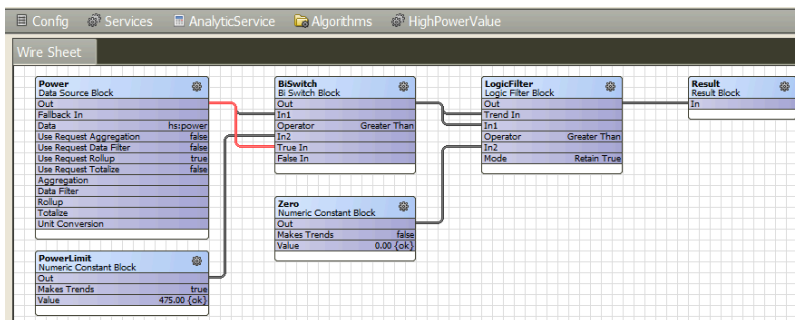 Config Services AnalyticService Algorithms HighPowerValue
Wire Sheet
Power
Data Source Block
Out
Fallback In
Data hs:power
Use Request Aggregation false
Use Request Data Filter false
Use Request Rollup true
Use Request Totalize false
Aggregation
Data Filter
Rollup
Totalize
Unit Conversion
PowerLimit
Numeric Constant Block
Out
Makes Trends true
Value 475.00 {ok}
BiSwitch
Bi Switch Block
Out
In1
Operator Greater Than
In2
True In
False In
Zero
Numeric Constant Block
Out
Makes Trends false
Value 0.00 {ok}
LogicFilter
Logic Filter Block
Out
Trend In
In1
Operator Greater Than
In2
Mode Retain True
Result
Result Block
In